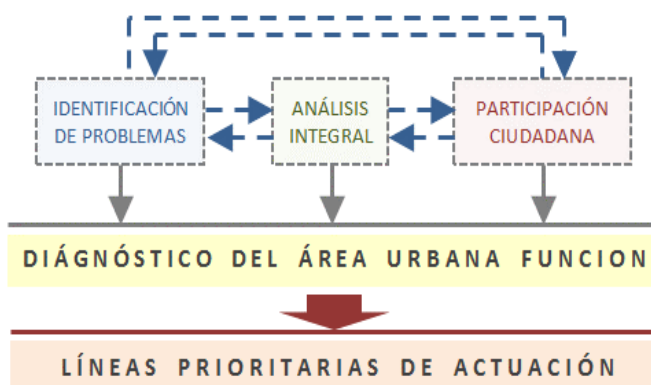 IDENTIFICACIÓN
DE PROBLEMAS
ANÁLISIS
INTEGRAL
PARTICIPACIÓN
CIUDADANA
DIÁGNÓSTICO DEL ÁREA URBANA FUNCION
LÍNEAS PRIORITARIAS DE ACTUACIÓN